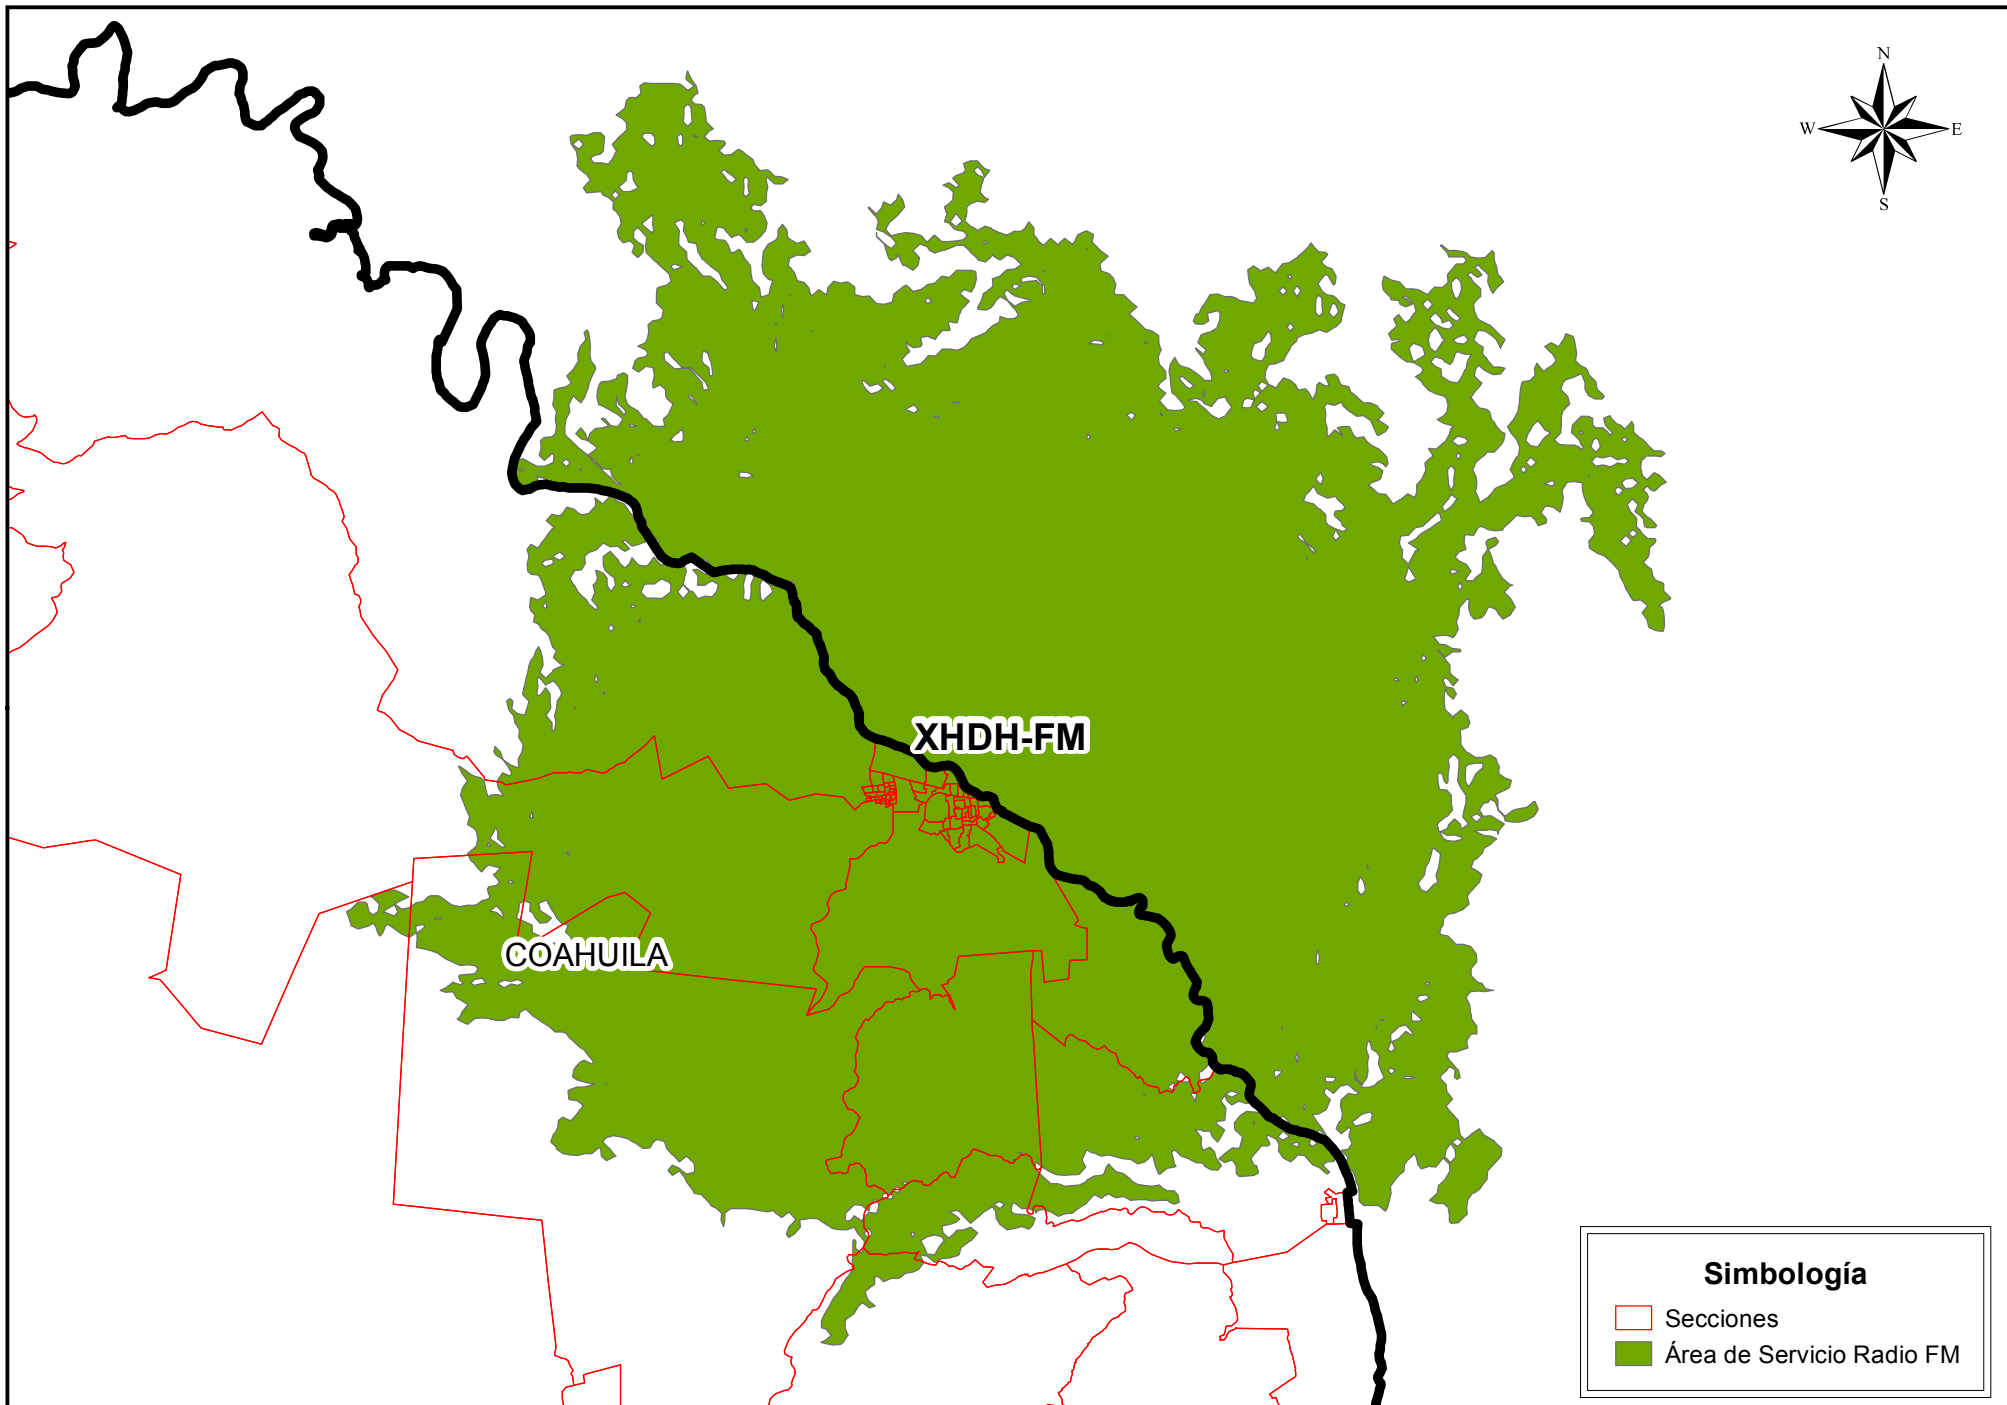 N
W E
S
XHDH-FM
COAHUILA
Simbología
Secciones
Área de Servicio Radio FM